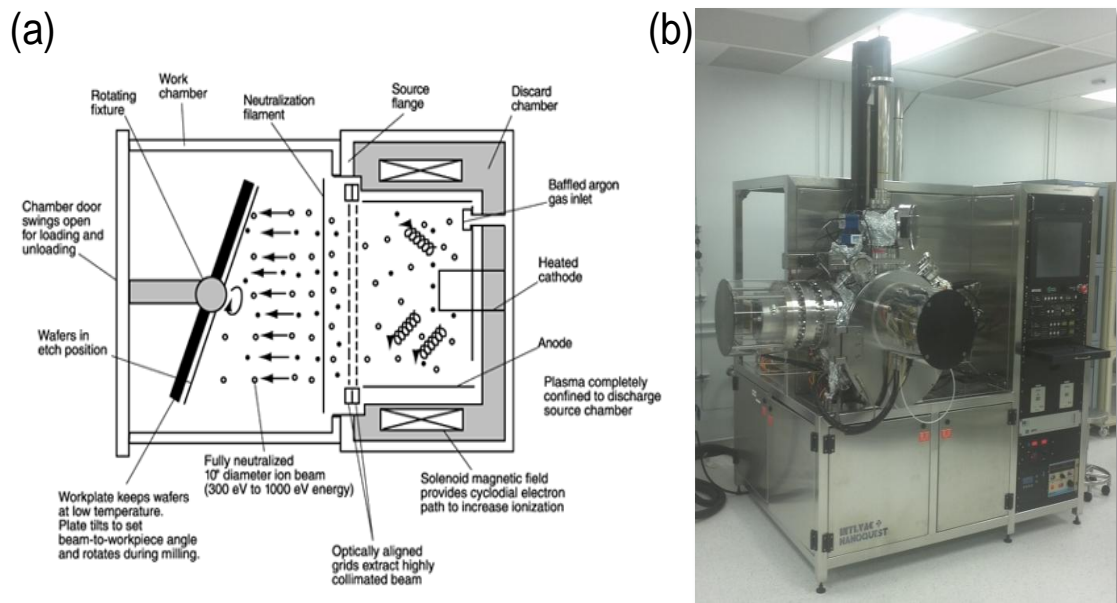 (a)
(b)
Work
chamber
Rotating
fixture
Neutralization
filament
Source
flange
Discard
chamber
Baffled argon
gas inlet
Chamber door
swings open
for loading and
unloading
Heated
cathode
Wafers in
etch position
Anode
Plasma completely
confined to discharge
source chamber
Fully neutralized
10" diameter ion beam
(300 eV to 1000 eV energy)
Solenoid magnetic field
provides cyclodial electron
path to increase ionization
Workplate keeps wafers
at low temperature.
Plate tilts to set
beam-to-workpiece angle
and rotates during milling.
Optically aligned
grids extract highly
collimated beam
INTLVAC
NANOQUEST